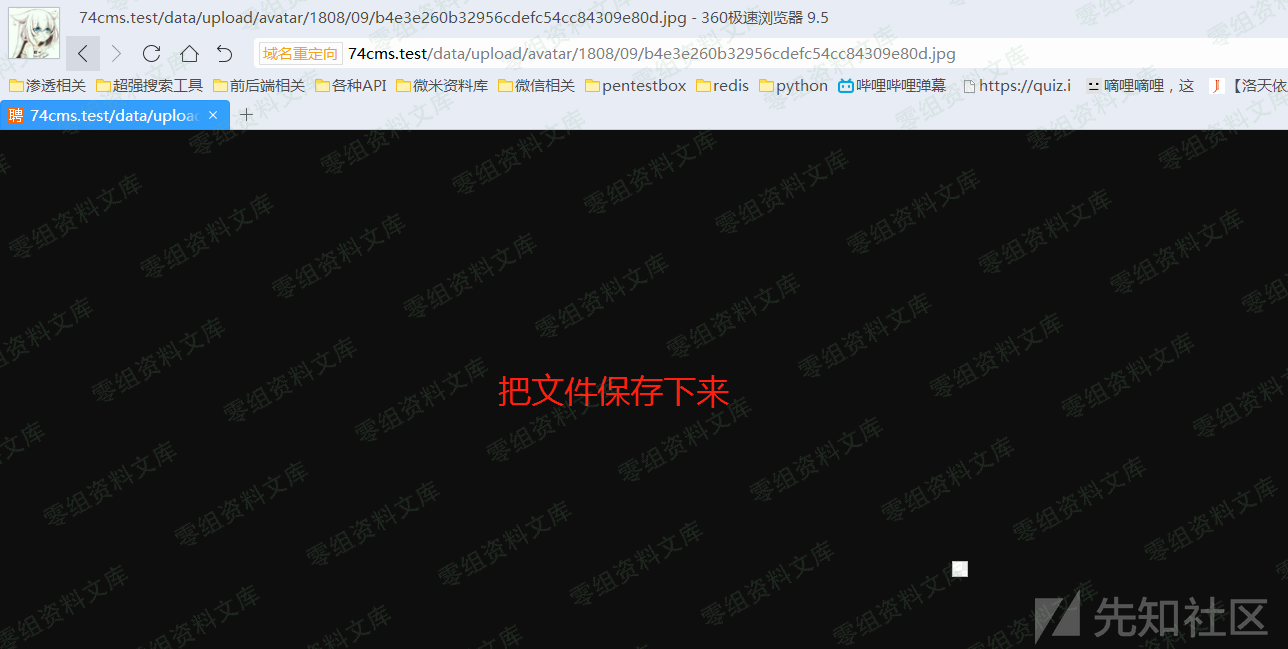 74cms.test/data/upload/avatar/1808/09/b4e3e260b32956cdefc54cc84309e80d.jpg - 360极速浏览器 9.5
域名重定向 74cms.test/data/upload/avatar/1808/09/b4e3e260b32956cdefc54cc84309e80d.jpg
渗透相关 超强搜索工具 前后端相关 各种API 微米资料库 微信相关 pentestbox redis python 哔哩哔哩弹幕 https://quiz.i 嘀哩嘀哩，这 【洛天依
聘 74cms.test/data/uploa × +
把文件保存下来
零组资料文库
先知社区